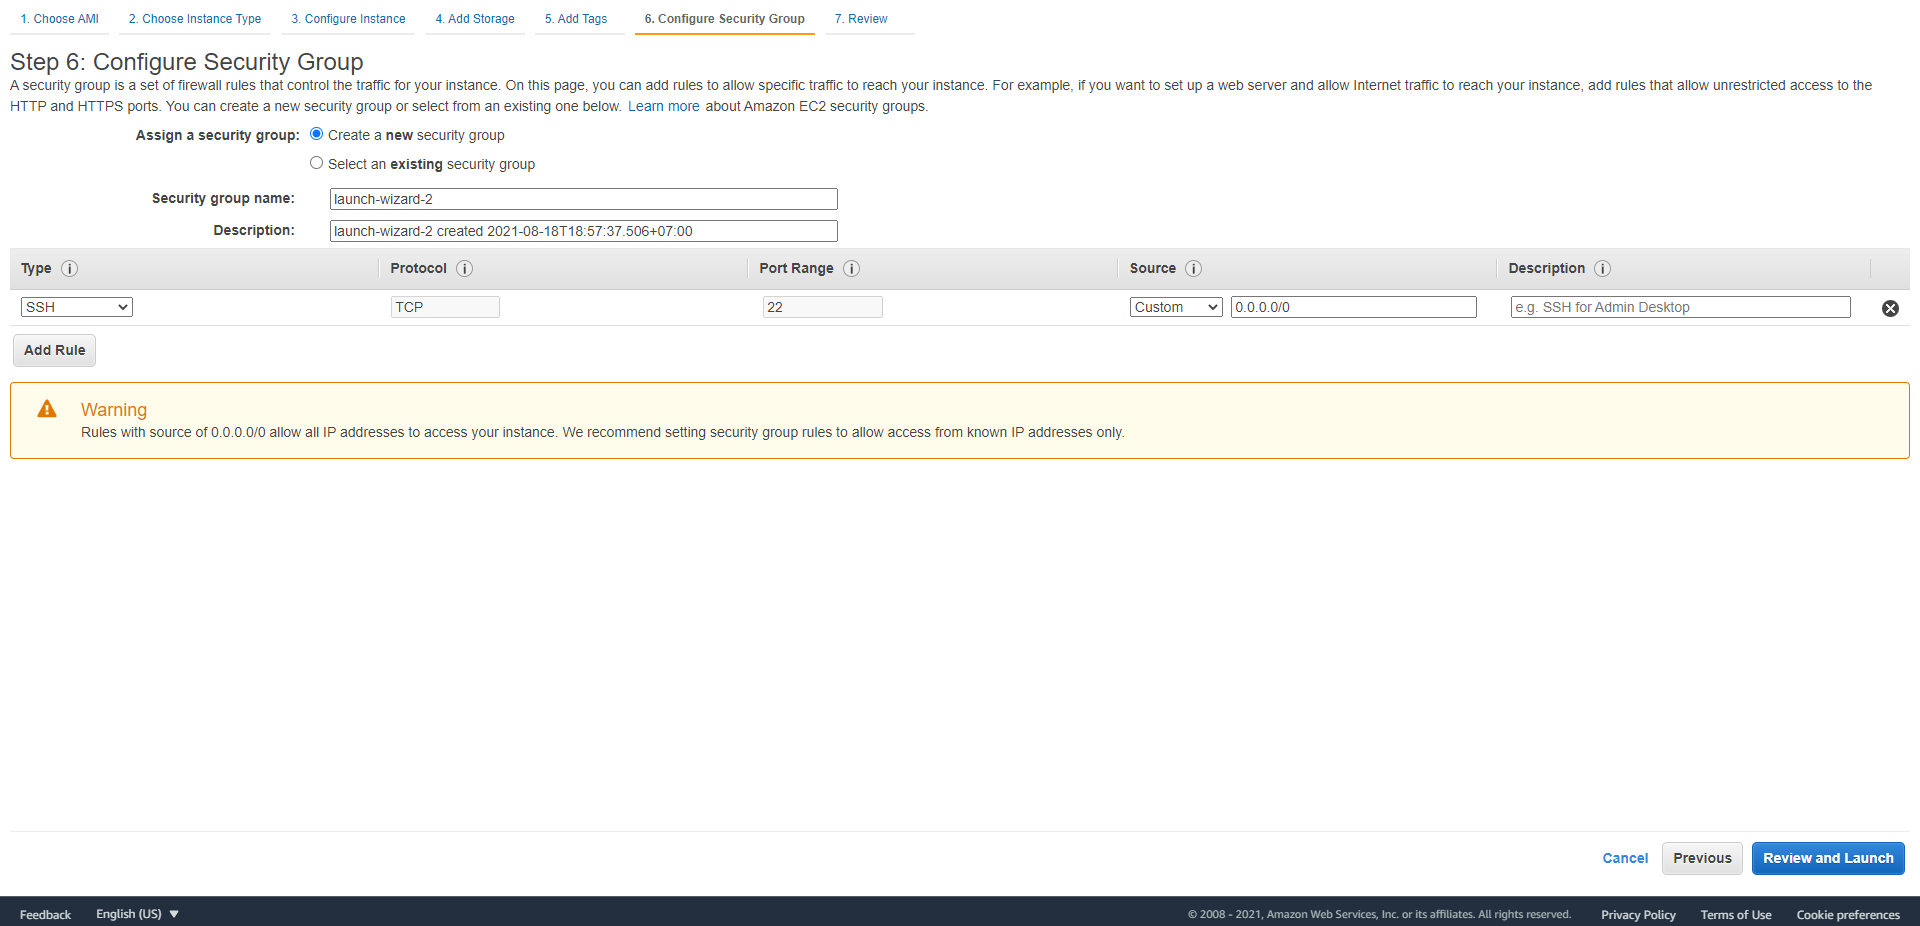 1. Choose AMI 2. Choose Instance Type 3. Configure Instance 4. Add Storage 5. Add Tags 6. Configure Security Group 7. Review
Step 6: Configure Security Group
A security group is a set of firewall rules that control the traffic for your instance. On this page, you can add rules to allow specific traffic to reach your instance. For example, if you want to set up a web server and allow Internet traffic to reach your instance, add rules that allow unrestricted access to the
HTTP and HTTPS ports. You can create a new security group or select from an existing one below. Learn more about Amazon EC2 security groups.
Assign a security group: Create a new security group
Select an existing security group
Security group name: launch-wizard-2
Description: launch-wizard-2 created 2021-08-18T18:57:37.506+07:00
Type i Protocol i Port Range i Source i Description i
SSH TCP 22 Custom 0.0.0.0/0 e.g. SSH for Admin Desktop
Add Rule
Warning
Rules with source of 0.0.0.0/0 allow all IP addresses to access your instance. We recommend setting security group rules to allow access from known IP addresses only.
Cancel Previous Review and Launch
Feedback English (US) © 2008 - 2021, Amazon Web Services, Inc. or its affiliates. All rights reserved. Privacy Policy Terms of Use Cookie preferences